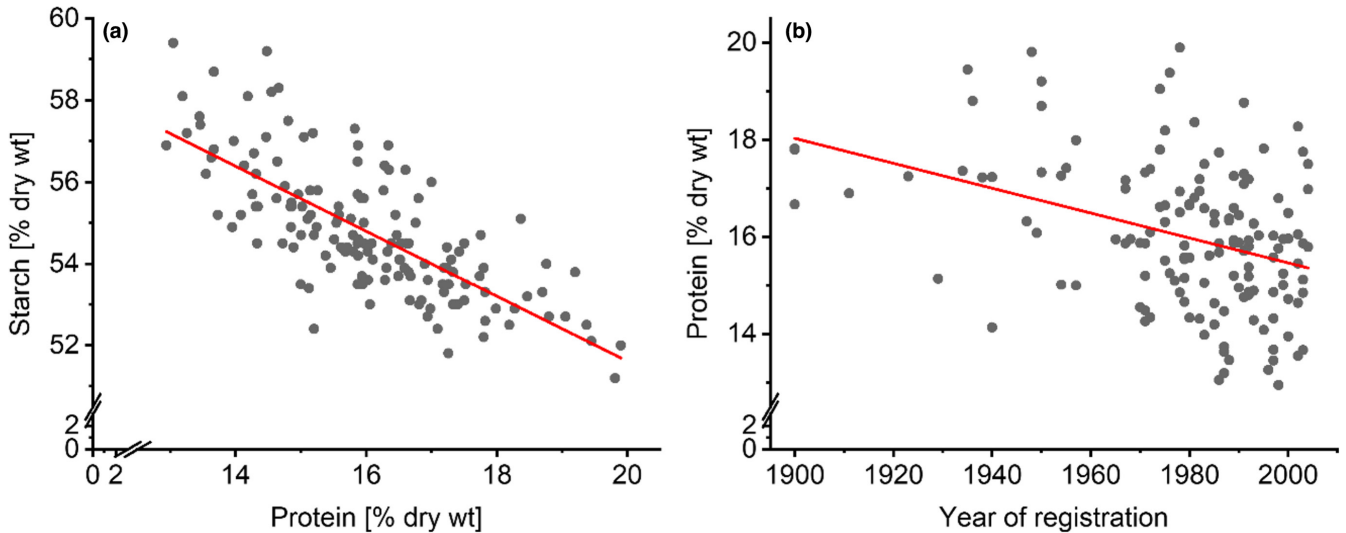 (a)
Starch [% dry wt]
60
58
56
54
52
2
0
0 2 14 16 18 20
Protein [% dry wt]
(b)
Protein [% dry wt]
20
18
16
14
2
0
1900 1920 1940 1960 1980 2000
Year of registration